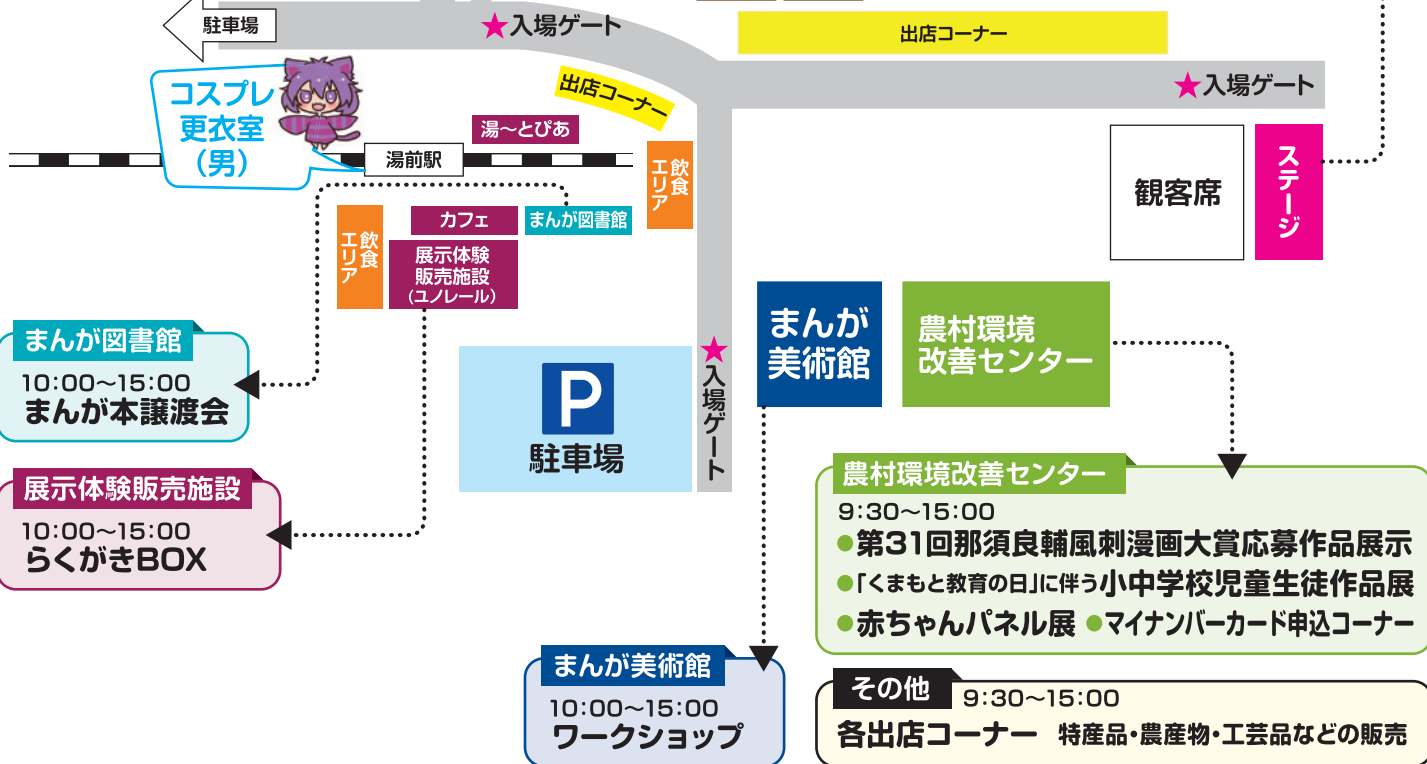 駐車場
★入場ゲート
出店コーナー
コスプレ
更衣室
(男)
出店コーナー
★入場ゲート
湯〜とぴあ
湯前駅
飲食
エリア
観客席
ステージ
カフェ
まんが図書館
飲食
エリア
展示体験
販売施設
(ユノレール)
まんが
美術館
農村環境
改善センター
★入場ゲート
P
駐車場
まんが図書館
10:00〜15:00
まんが本譲渡会
展示体験販売施設
10:00〜15:00
らくがきBOX
農村環境改善センター
9:30〜15:00
●第31回那須良輔風刺漫画大賞応募作品展示
●「くまもと教育の日」に伴う小中学校児童生徒作品展
●赤ちゃんパネル展 ●マイナンバーカード申込コーナー
まんが美術館
10:00〜15:00
ワークショップ
その他 9:30〜15:00
各出店コーナー 特産品・農産物・工芸品などの販売